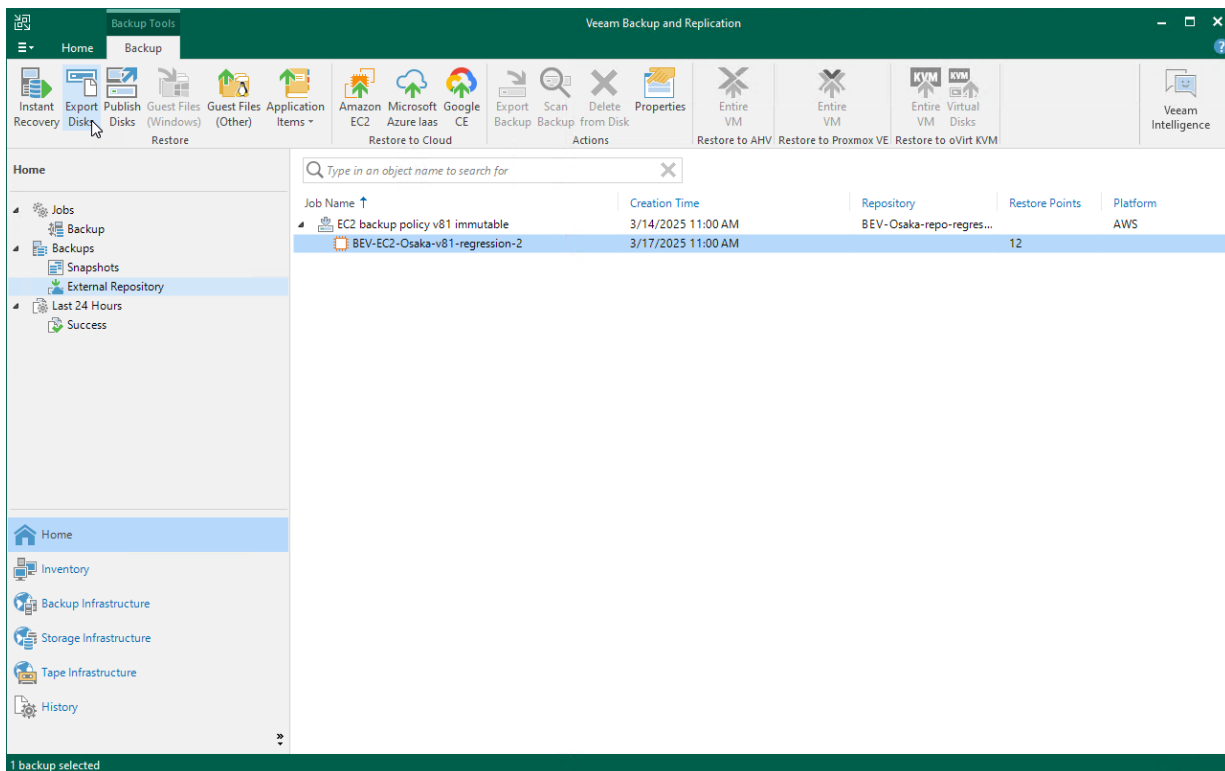 Backup Tools
Veeam Backup and Replication
Home
Backup
Instant Recovery
Export Disks
Publish Disks
Guest Files (Windows)
Guest Files (Other)
Application Items
Restore
Amazon EC2
Microsoft Azure Iaas
Google CE
Restore to Cloud
Export Backup
Scan Backup
Delete from Disk
Properties
Actions
Entire VM
Restore to AHV
Entire VM
Restore to Proxmox VE
KVM
Entire VM
KVM
Virtual Disks
Restore to oVirt KVM
Veeam Intelligence
Home
Type in an object name to search for
Jobs
Backup
Backups
Snapshots
External Repository
Last 24 Hours
Success
Job Name Creation Time Repository Restore Points Platform
EC2 backup policy v81 immutable 3/14/2025 11:00 AM BEV-Osaka-repo-regres... AWS
BEV-EC2-Osaka-v81-regression-2 3/17/2025 11:00 AM 12
Home
Inventory
Backup Infrastructure
Storage Infrastructure
Tape Infrastructure
History
1 backup selected